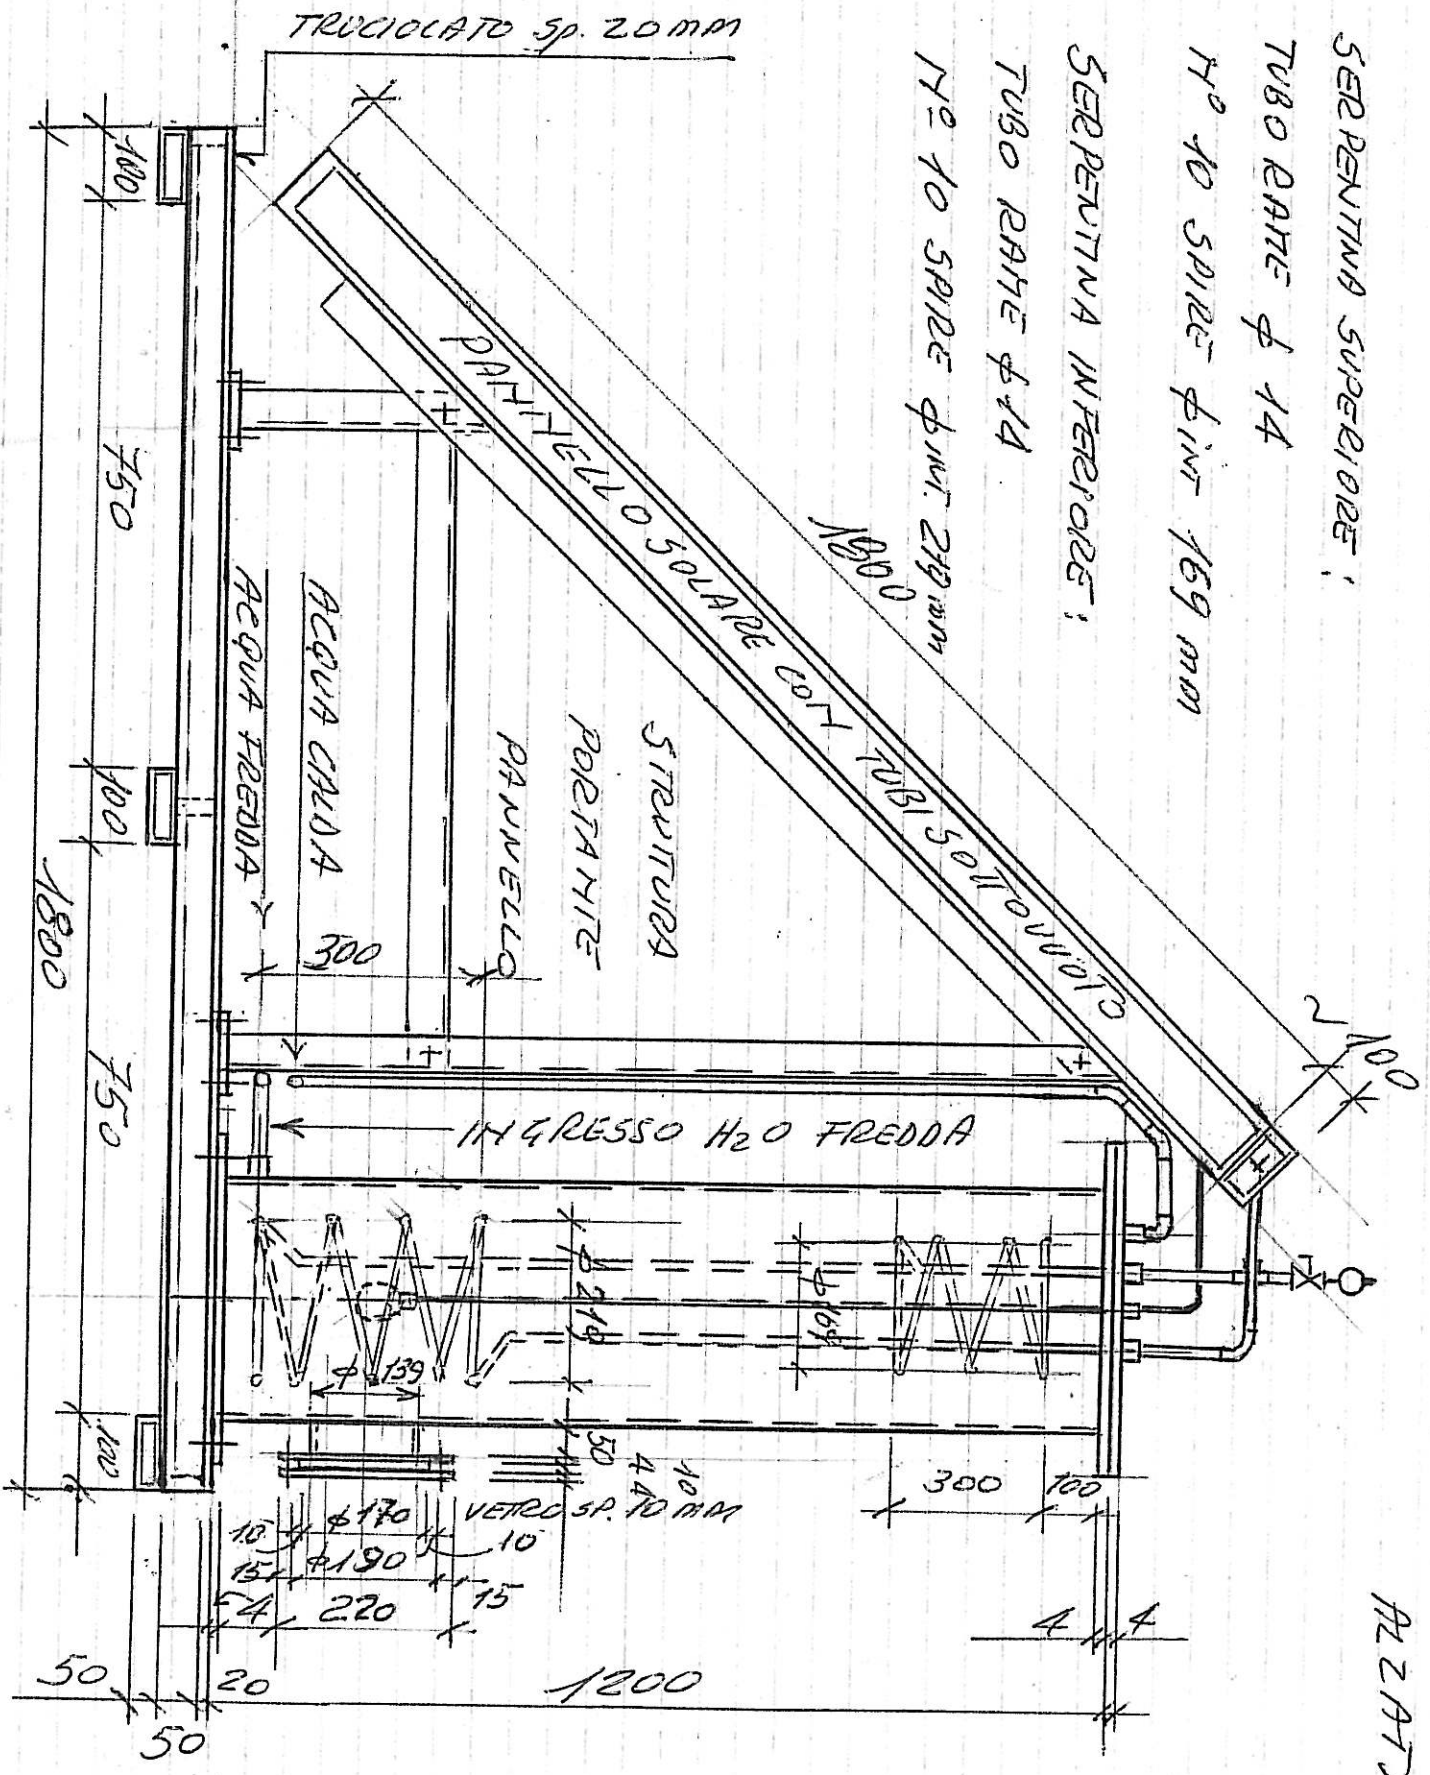 TRUCIOLATO SP. 20 MM
SERPENTINA SUPERIORE:
TUBO RAME ϕ 14
N° 10 SPIRE ϕ INT 169 mm
SERPENTINA INFERIORE:
TUBO RAME ϕ 14
N° 10 SPIRE ϕ INT. 219 mm
1800
PANNELLO SOLARE CON TUBI SOTTOVUOTO
2100
STRUTTURA
PORTANTE
PANNELLO
ACQUA CALDA
ACQUA FREDDA
300
INGRESSO H2O FREDDA
100
750
100
750
100
1800
ϕ 219
ϕ 169
ϕ 139
50
4 4
10
300
100
VETRO SP. 10 MM
10
ϕ 170
10
15
ϕ 190
15
4
220
4
4
50
20
1200
50